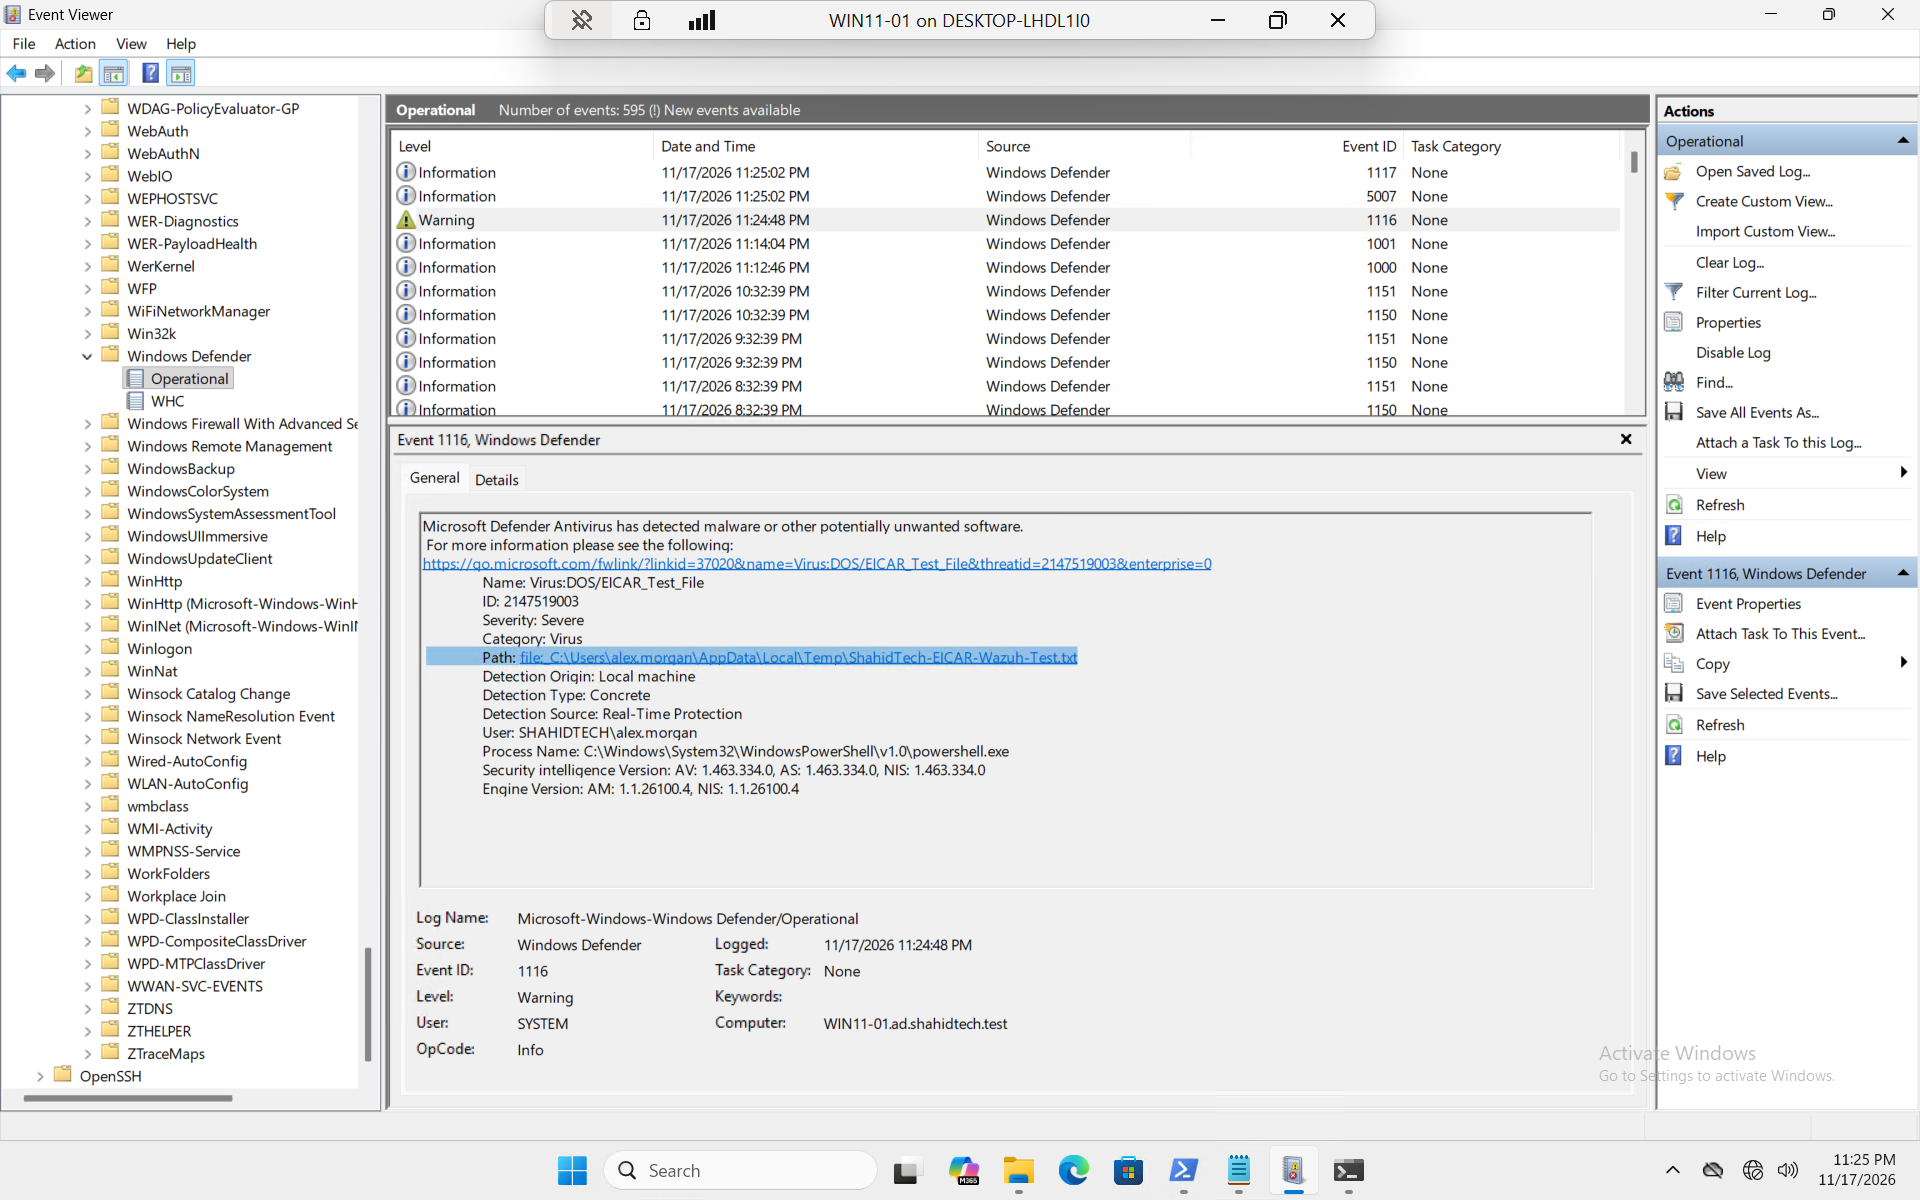 Event Viewer
WIN11-01 on DESKTOP-LHDL1I0
File Action View Help
WDAG-PolicyEvaluator-GP
WebAuth
WebAuthN
WebIO
WEPHOSTSVC
WER-Diagnostics
WER-PayloadHealth
WerKernel
WFP
WiFiNetworkManager
Win32k
Windows Defender
Operational
WHC
Windows Firewall With Advanced Se
Windows Remote Management
WindowsBackup
WindowsColorSystem
WindowsSystemAssessmentTool
WindowsUIImmersive
WindowsUpdateClient
WinHttp
WinHttp (Microsoft-Windows-WinH
WinINet (Microsoft-Windows-WinIN
Winlogon
WinNat
Winsock Catalog Change
Winsock NameResolution Event
Winsock Network Event
Wired-AutoConfig
WLAN-AutoConfig
wmbclass
WMI-Activity
WMPNSS-Service
WorkFolders
Workplace Join
WPD-ClassInstaller
WPD-CompositeClassDriver
WPD-MTPClassDriver
WWAN-SVC-EVENTS
ZTDNS
ZTHELPER
ZTraceMaps
OpenSSH
Operational Number of events: 595 (!) New events available
Level Date and Time Source Event ID Task Category
Information 11/17/2026 11:25:02 PM Windows Defender 1117 None
Information 11/17/2026 11:25:02 PM Windows Defender 5007 None
Warning 11/17/2026 11:24:48 PM Windows Defender 1116 None
Information 11/17/2026 11:14:04 PM Windows Defender 1001 None
Information 11/17/2026 11:12:46 PM Windows Defender 1000 None
Information 11/17/2026 10:32:39 PM Windows Defender 1151 None
Information 11/17/2026 10:32:39 PM Windows Defender 1150 None
Information 11/17/2026 9:32:39 PM Windows Defender 1151 None
Information 11/17/2026 9:32:39 PM Windows Defender 1150 None
Information 11/17/2026 8:32:39 PM Windows Defender 1151 None
Information 11/17/2026 8:32:39 PM Windows Defender 1150 None
Event 1116, Windows Defender
General Details
Microsoft Defender Antivirus has detected malware or other potentially unwanted software.
For more information please see the following:
https://go.microsoft.com/fwlink/?linkid=37020&name=Virus:DOS/EICAR_Test_File&threatid=2147519003&enterprise=0
Name: Virus:DOS/EICAR_Test_File
ID: 2147519003
Severity: Severe
Category: Virus
Path: file:_C:\Users\alex.morgan\AppData\Local\Temp\ShahidTech-EICAR-Wazuh-Test.txt
Detection Origin: Local machine
Detection Type: Concrete
Detection Source: Real-Time Protection
User: SHAHIDTECH\alex.morgan
Process Name: C:\Windows\System32\WindowsPowerShell\v1.0\powershell.exe
Security intelligence Version: AV: 1.463.334.0, AS: 1.463.334.0, NIS: 1.463.334.0
Engine Version: AM: 1.1.26100.4, NIS: 1.1.26100.4
Log Name: Microsoft-Windows-Windows Defender/Operational
Source: Windows Defender Logged: 11/17/2026 11:24:48 PM
Event ID: 1116 Task Category: None
Level: Warning Keywords:
User: SYSTEM Computer: WIN11-01.ad.shahidtech.test
OpCode: Info
Actions
Operational
Open Saved Log...
Create Custom View...
Import Custom View...
Clear Log...
Filter Current Log...
Properties
Disable Log
Find...
Save All Events As...
Attach a Task To this Log...
View
Refresh
Help
Event 1116, Windows Defender
Event Properties
Attach Task To This Event...
Copy
Save Selected Events...
Refresh
Help
Activate Windows
Go to Settings to activate Windows.
Search
M365
11:25 PM
11/17/2026